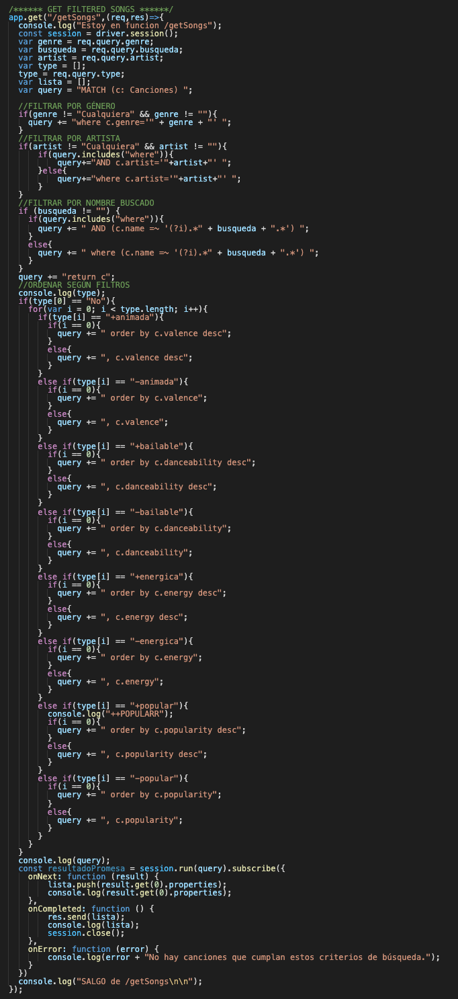 /****** GET FILTERED SONGS ******/
app.get("/getSongs",(req,res)=>{
  console.log("Estoy en funcion /getSongs");
  const session = driver.session();
  var genre = req.query.genre;
  var busqueda = req.query.busqueda;
  var artist = req.query.artist;
  var type = [];
  type = req.query.type;
  var lista = [];
  var query = "MATCH (c: Canciones) ";
  //FILTRAR POR GÉNERO
  if(genre != "Cualquiera" && genre != ""){
    query += "where c.genre='" + genre + "' ";
  }
  //FILTRAR POR ARTISTA
  if(artist != "Cualquiera" && artist != ""){
      if(query.includes("where")){
          query+="AND c.artist='"+artist+"' ";
      }else{
          query+="where c.artist='"+artist+"' ";
      }
  }
  //FILTRAR POR NOMBRE BUSCADO
  if (busqueda != "") {
    if(query.includes("where")){
      query += " AND (c.name =~ '(?i).*" + busqueda + ".*') ";
    }
    else{
      query += " where (c.name =~ '(?i).*" + busqueda + ".*') ";
    }
  }
  query += "return c";
  //ORDENAR SEGÚN FILTROS
  console.log(type);
  if(type[0] == "No"){
    for(var i = 0; i < type.length; i++){
      if(type[i] == "+animada"){
        if(i == 0){
          query += " order by c.valence desc";
        }
        else{
          query += ", c.valence desc";
        }
      }
      else if(type[i] == "-animada"){
        if(i == 0){
          query += " order by c.valence";
        }
        else{
          query += ", c.valence";
        }
      }
      else if(type[i] == "+bailable"){
        if(i == 0){
          query += " order by c.danceability desc";
        }
        else{
          query += ", c.danceability desc";
        }
      }
      else if(type[i] == "-bailable"){
        if(i == 0){
          query += " order by c.danceability";
        }
        else{
          query += ", c.danceability";
        }
      }
      else if(type[i] == "+energica"){
        if(i == 0){
          query += " order by c.energy desc";
        }
        else{
          query += ", c.energy desc";
        }
      }
      else if(type[i] == "-energica"){
        if(i == 0){
          query += " order by c.energy";
        }
        else{
          query += ", c.energy";
        }
      }
      else if(type[i] == "+popular"){
        console.log("++POPULARR");
        if(i == 0){
          query += " order by c.popularity desc";
        }
        else{
          query += ", c.popularity desc";
        }
      }
      else if(type[i] == "-popular"){
        if(i == 0){
          query += " order by c.popularity";
        }
        else{
          query += ", c.popularity";
        }
      }
    }
  }
  console.log(query);
  const resultadoPromesa = session.run(query).subscribe({
    onNext: function (result) {
        lista.push(result.get(0).properties);
        console.log(result.get(0).properties);
    },
    onCompleted: function () {
        res.send(lista);
        console.log(lista);
        session.close();
    },
    onError: function (error) {
        console.log(error + "No hay canciones que cumplan estos criterios de búsqueda.");
    }
  })
  console.log("SALGO de /getSongs\n\n");
});